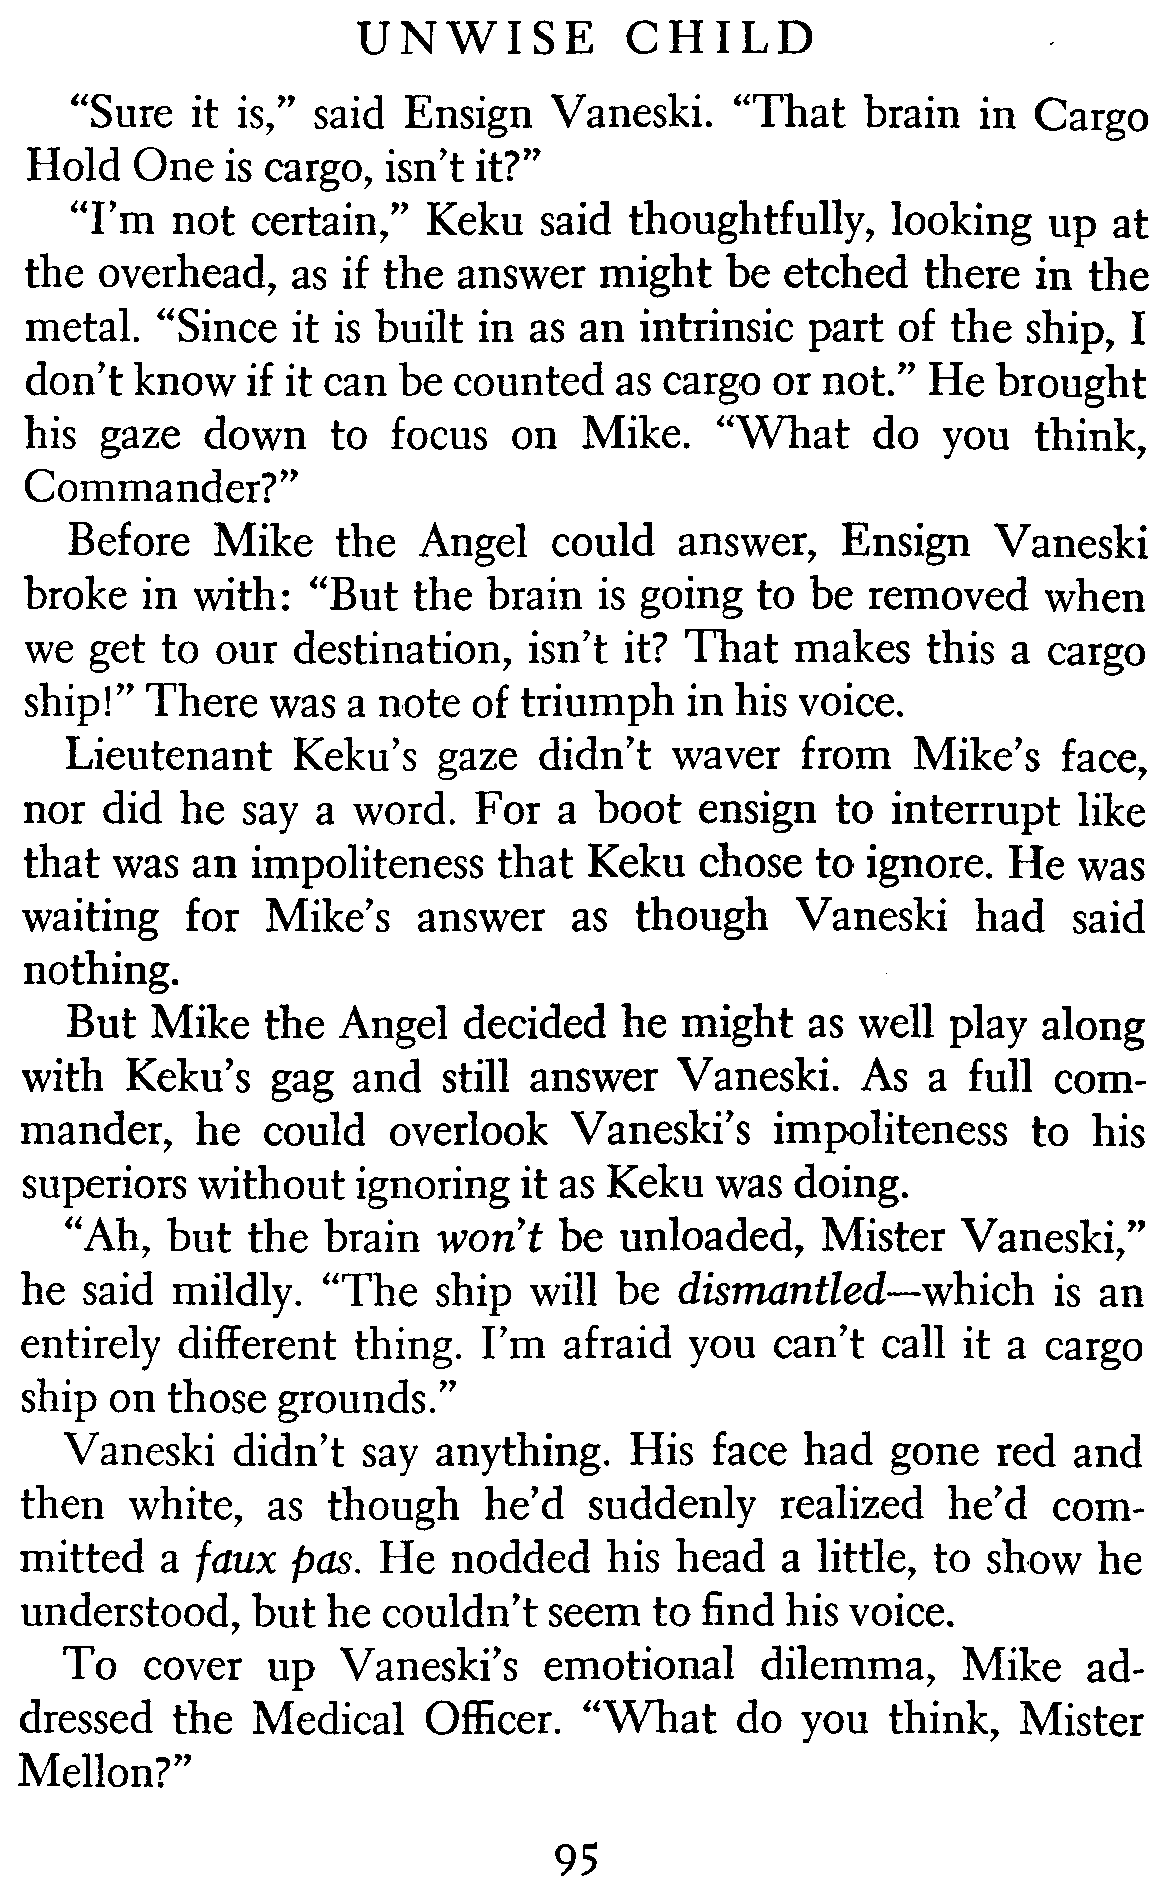 UNWISE CHILD
“Sure it is,” said Ensign Vaneski. “That brain in Cargo
Hold One is cargo, isn’t it?”
“I’m not certain,” Keku said thoughtfully, looking up at
the overhead, as if the answer might be etched there in the
metal. “Since it is built in as an intrinsic part of the ship, I
don’t know if it can be counted as cargo or not.” He brought
his gaze down to focus on Mike. “What do you think,
Commander?”
Before Mike the Angel could answer, Ensign Vaneski
broke in with: “But the brain is going to be removed when
we get to our destination, isn’t it? That makes this a cargo
ship!” There was a note of triumph in his voice.
Lieutenant Keku’s gaze didn’t waver from Mike’s face,
nor did he say a word. For a boot ensign to interrupt like
that was an impoliteness that Keku chose to ignore. He was
waiting for Mike’s answer as though Vaneski had said
nothing.
But Mike the Angel decided he might as well play along
with Keku’s gag and still answer Vaneski. As a full com-
mander, he could overlook Vaneski’s impoliteness to his
superiors without ignoring it as Keku was doing.
“Ah, but the brain won’t be unloaded, Mister Vaneski,”
he said mildly. “The ship will be dismantled—which is an
entirely different thing. I’m afraid you can’t call it a cargo
ship on those grounds.”
Vaneski didn’t say anything. His face had gone red and
then white, as though he’d suddenly realized he’d com-
mitted a faux pas. He nodded his head a little, to show he
understood, but he couldn’t seem to find his voice.
To cover up Vaneski’s emotional dilemma, Mike ad-
dressed the Medical Officer. “What do you think, Mister
Mellon?”
95